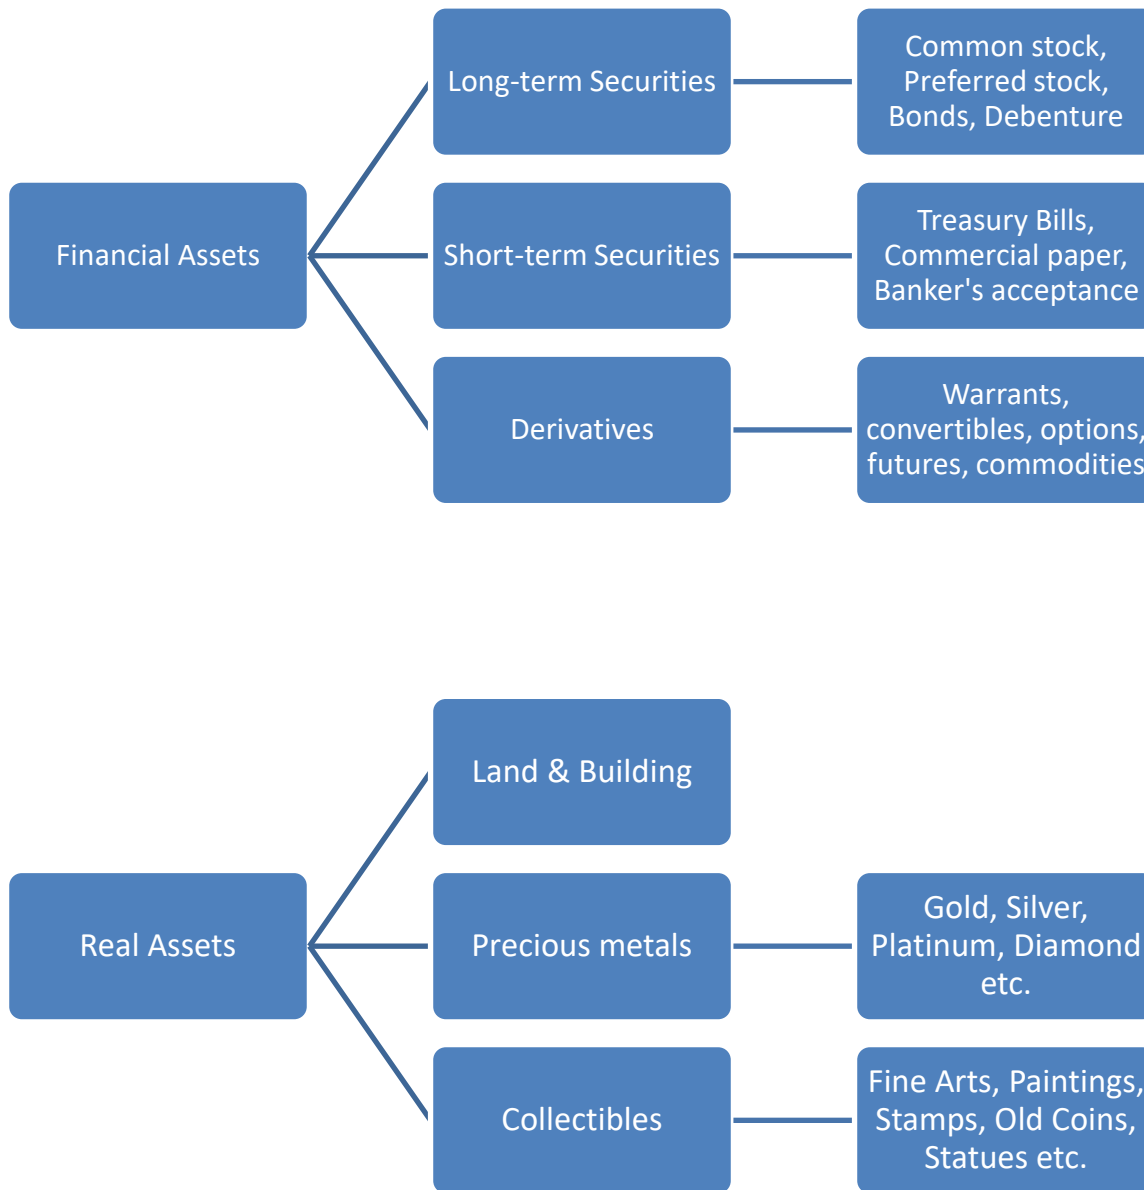 Financial Assets
Long-term Securities
Common stock,
Preferred stock,
Bonds, Debenture
Short-term Securities
Treasury Bills,
Commercial paper,
Banker's acceptance
Derivatives
Warrants,
convertibles, options,
futures, commodities
Real Assets
Land & Building
Precious metals
Gold, Silver,
Platinum, Diamond
etc.
Collectibles
Fine Arts, Paintings,
Stamps, Old Coins,
Statues etc.